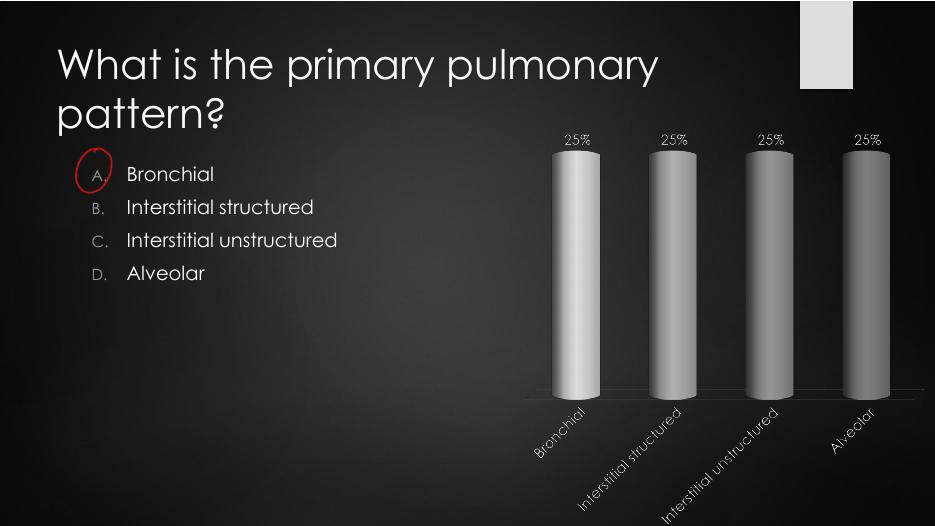 What is the primary pulmonary
pattern?
A. Bronchial
B. Interstitial structured
C. Interstitial unstructured
D. Alveolar
25% 25% 25% 25%
Bronchial
Interstitial structured
Interstitial unstructured
Alveolar